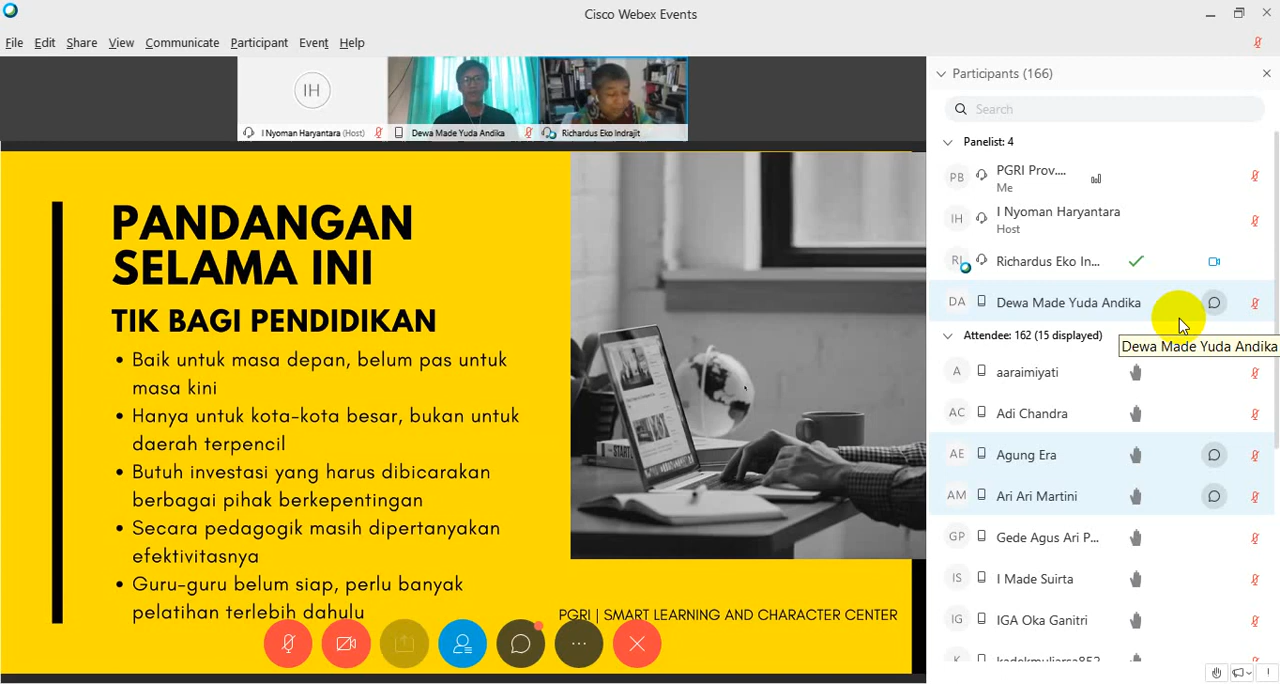 Cisco Webex Events
File Edit Share View Communicate Participant Event Help
IH
I Nyoman Haryantara (Host)
Dewa Made Yuda Andika
Richardus Eko Indrajit
PANDANGAN
SELAMA INI
TIK BAGI PENDIDIKAN
• Baik untuk masa depan, belum pas untuk
masa kini
• Hanya untuk kota-kota besar, bukan untuk
daerah terpencil
• Butuh investasi yang harus dibicarakan
berbagai pihak berkepentingan
• Secara pedagogik masih dipertanyakan
efektivitasnya
• Guru-guru belum siap, perlu banyak
pelatihan terlebih dahulu
PGRI | SMART LEARNING AND CHARACTER CENTER
Participants (166)
Search
Panelist: 4
PB PGRI Prov....
Me
IH I Nyoman Haryantara
Host
RI Richardus Eko In...
DA Dewa Made Yuda Andika
Attendee: 162 (15 displayed)
Dewa Made Yuda Andika
A aaraimiyati
AC Adi Chandra
AE Agung Era
AM Ari Ari Martini
GP Gede Agus Ari P...
IS I Made Suirta
IG IGA Oka Ganitri